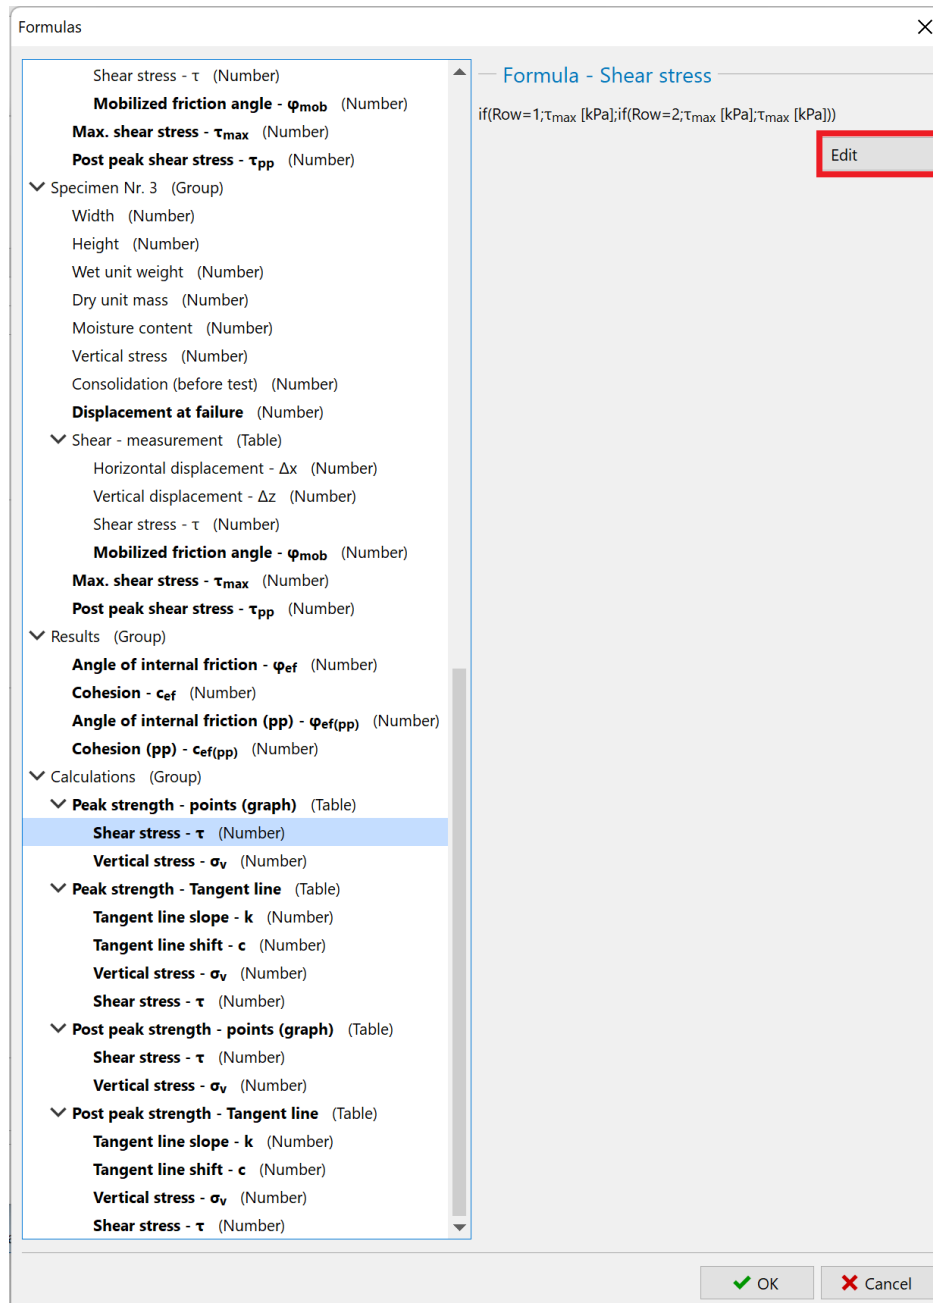 Formulas
Shear stress - τ (Number)
Mobilized friction angle - φmob (Number)
Max. shear stress - τmax (Number)
Post peak shear stress - τpp (Number)
Specimen Nr. 3 (Group)
Width (Number)
Height (Number)
Wet unit weight (Number)
Dry unit mass (Number)
Moisture content (Number)
Vertical stress (Number)
Consolidation (before test) (Number)
Displacement at failure (Number)
Shear - measurement (Table)
Horizontal displacement - Δx (Number)
Vertical displacement - Δz (Number)
Shear stress - τ (Number)
Mobilized friction angle - φmob (Number)
Max. shear stress - τmax (Number)
Post peak shear stress - τpp (Number)
Results (Group)
Angle of internal friction - φef (Number)
Cohesion - cef (Number)
Angle of internal friction (pp) - φef(pp) (Number)
Cohesion (pp) - cef(pp) (Number)
Calculations (Group)
Peak strength - points (graph) (Table)
Shear stress - τ (Number)
Vertical stress - σv (Number)
Peak strength - Tangent line (Table)
Tangent line slope - k (Number)
Tangent line shift - c (Number)
Vertical stress - σv (Number)
Shear stress - τ (Number)
Post peak strength - points (graph) (Table)
Shear stress - τ (Number)
Vertical stress - σv (Number)
Post peak strength - Tangent line (Table)
Tangent line slope - k (Number)
Tangent line shift - c (Number)
Vertical stress - σv (Number)
Shear stress - τ (Number)
Formula - Shear stress
if(Row=1;τmax [kPa];if(Row=2;τmax [kPa];τmax [kPa]))
Edit
OK
Cancel